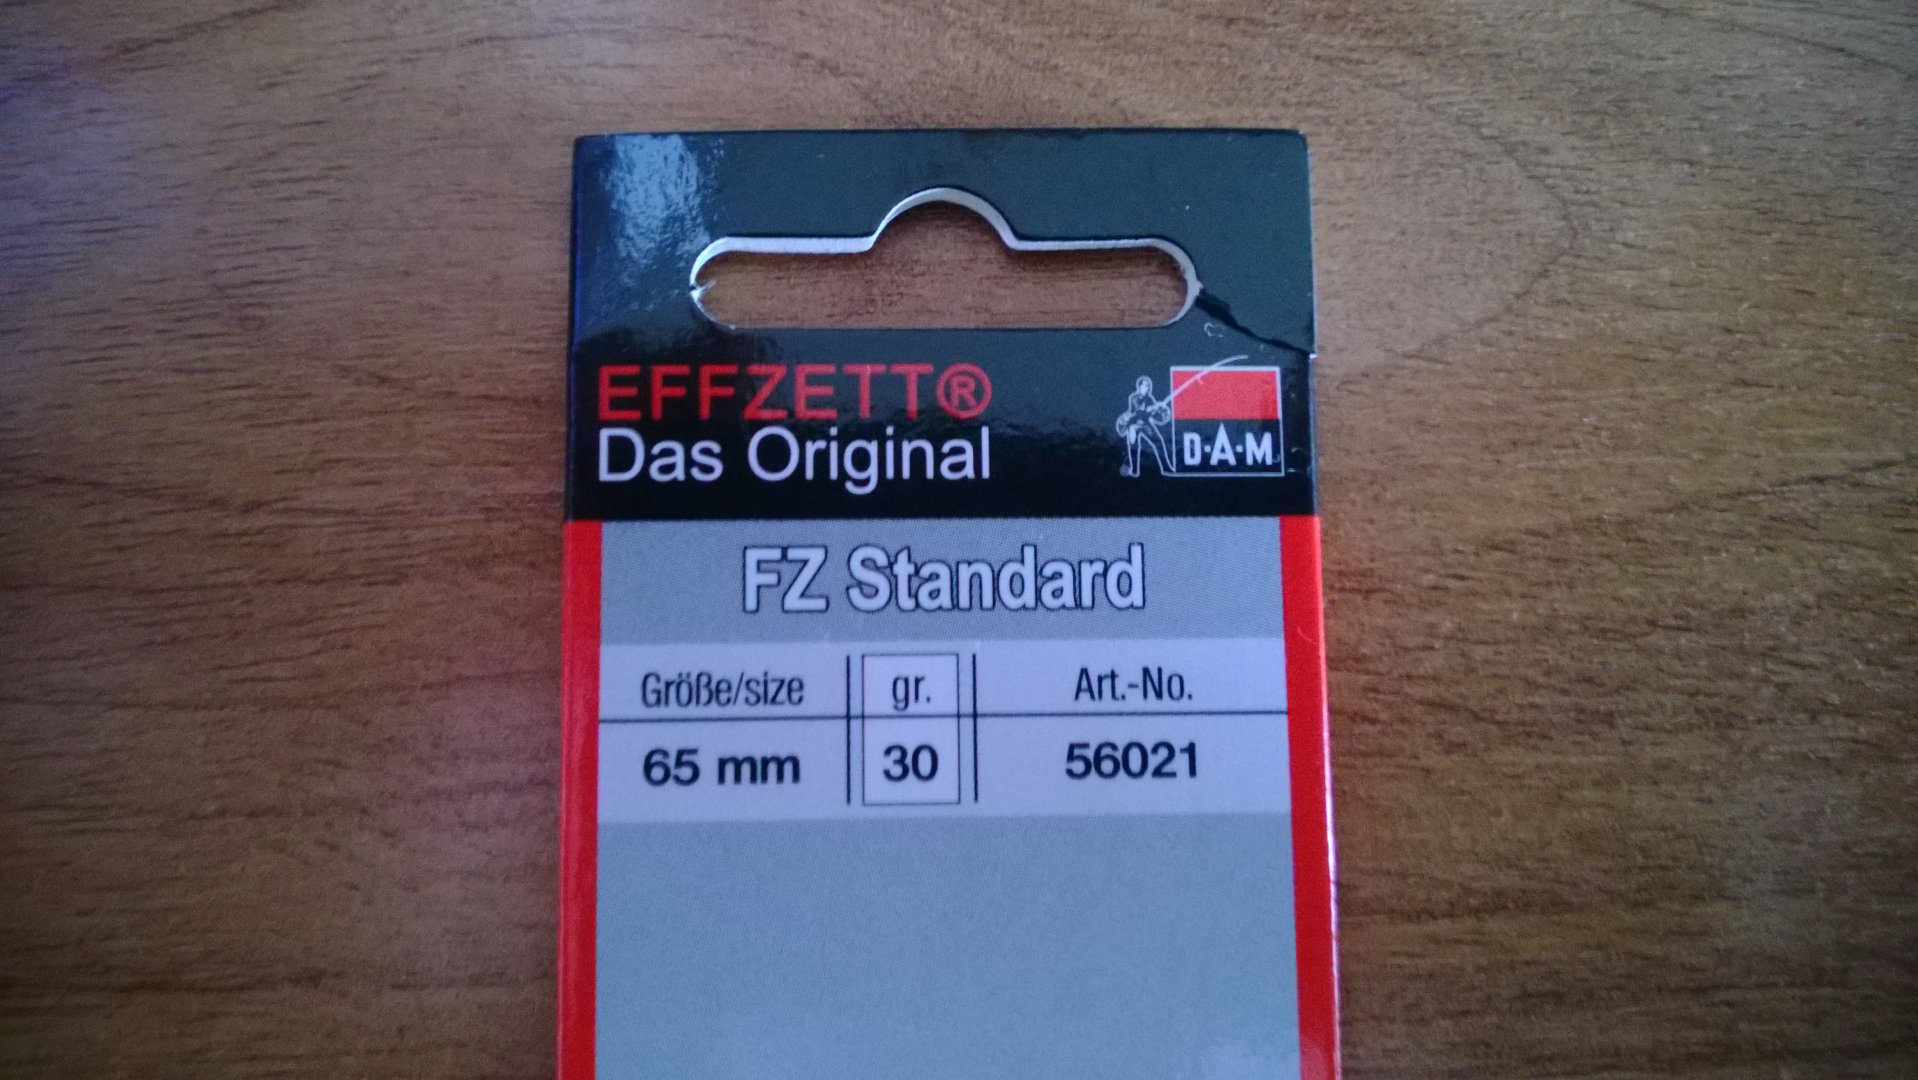 EFFZETT®
Das Original
D·A·M
FZ Standard
Größe/size gr. Art.-No.
65 mm 30 56021